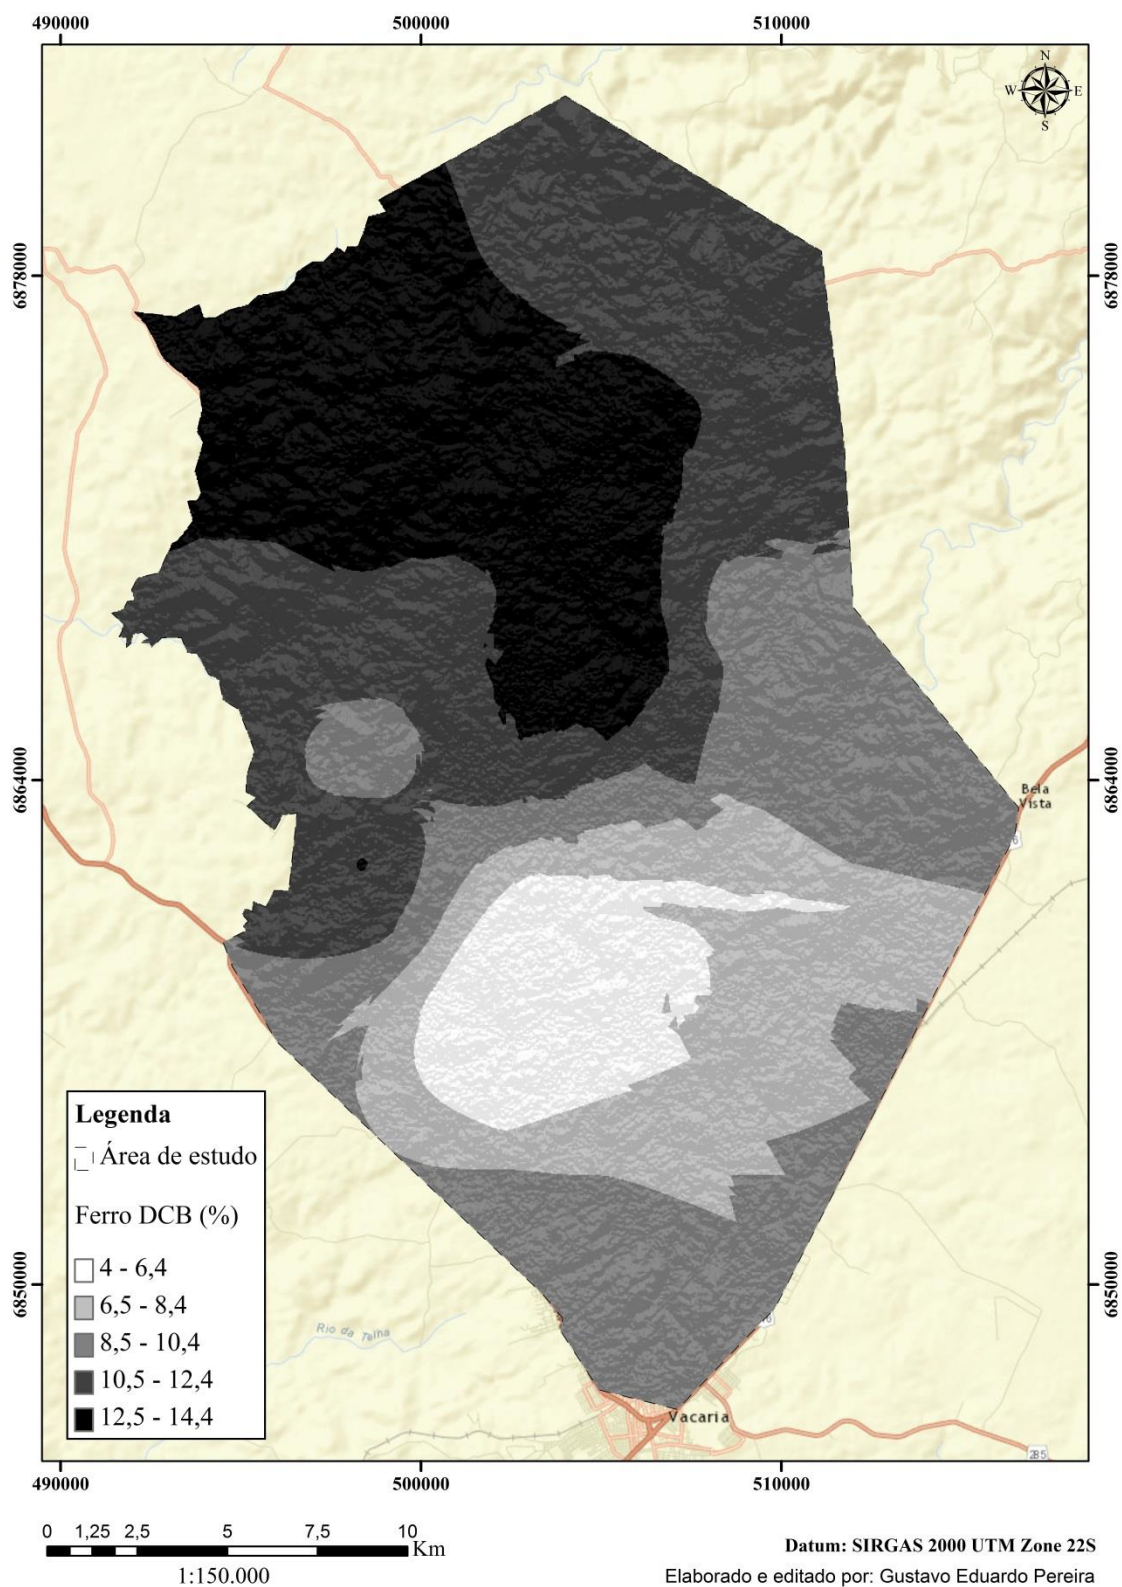 490000 500000 510000
N
W E
S
6878000 6878000
6864000 6864000
Bela
Vista
6850000 6850000
Legenda
Área de estudo
Ferro DCB (%)
4 - 6,4
6,5 - 8,4
8,5 - 10,4
10,5 - 12,4
12,5 - 14,4
Rio da Telha
Vacaria
285
490000 500000 510000
0 1,25 2,5 5 7,5 10
Km
1:150.000
Datum: SIRGAS 2000 UTM Zone 22S
Elaborado e editado por: Gustavo Eduardo Pereira